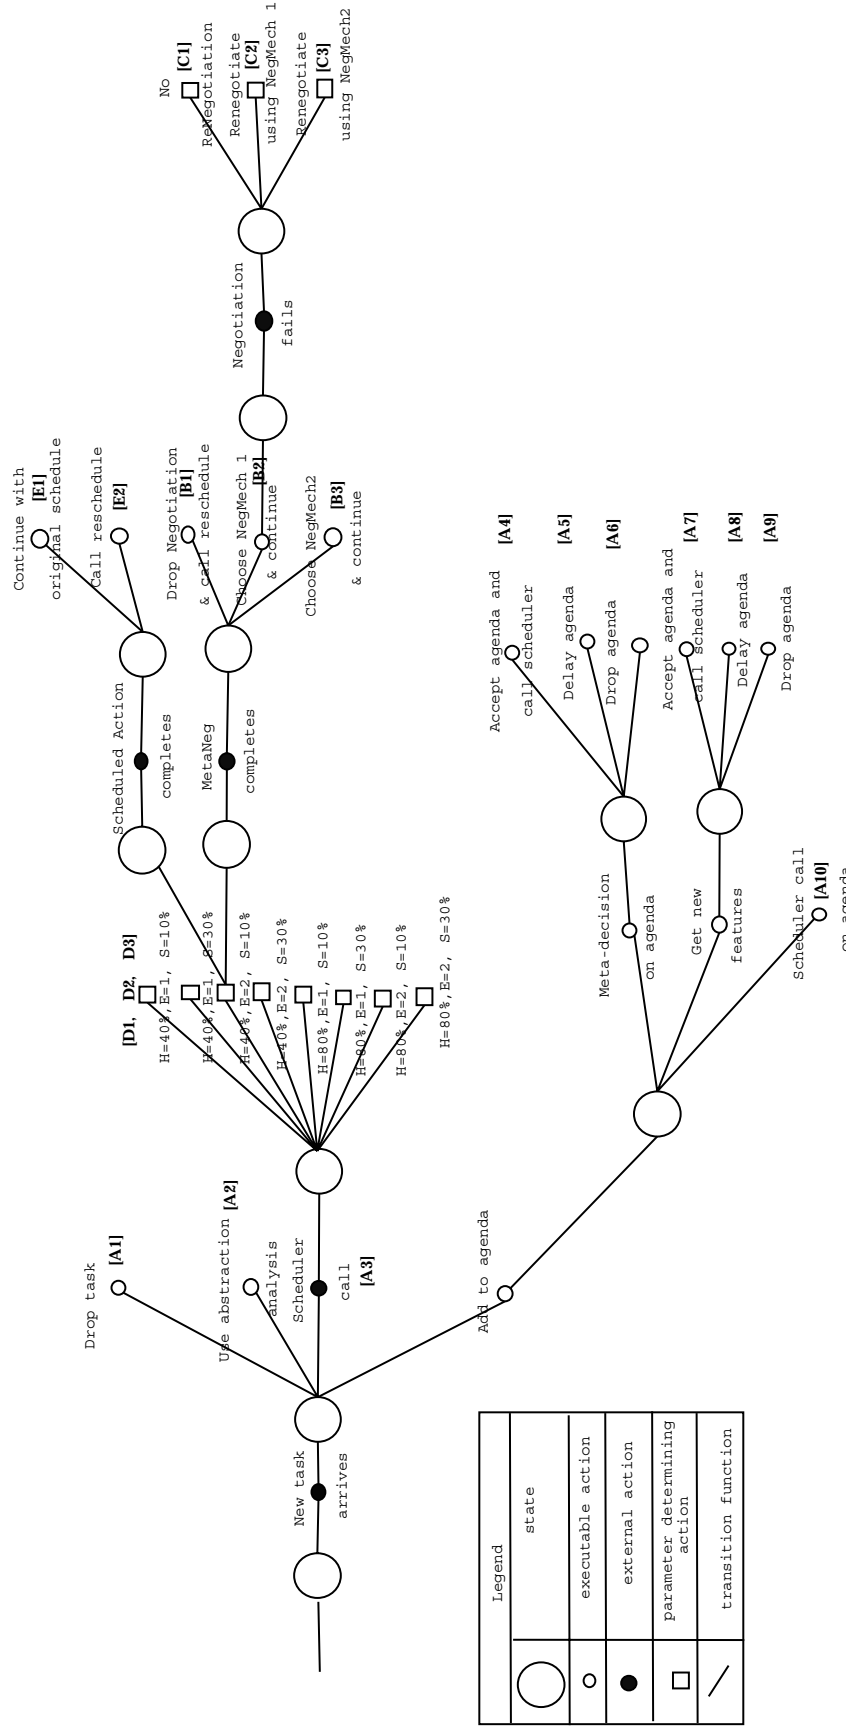 No
[C1]
ReNegotiation
Renegotiate
[C2]
using NegMech 1
Renegotiate
[C3]
using NegMech2
Negotiation
fails
Continue with
[E1]
original schedule
Call reschedule
[E2]
Drop Negotiation
[B1]
& call reschedule
Choose NegMech 1
[B2]
& continue
Choose NegMech2
[B3]
& continue
Scheduled Action
completes
MetaNeg
completes
[D1, D2, D3]
H=40%,E=1, S=10%
H=40%,E=1, S=30%
H=40%,E=2, S=10%
H=40%,E=2, S=30%
H=80%,E=1, S=10%
H=80%,E=1, S=30%
H=80%,E=2, S=10%
H=80%,E=2, S=30%
Accept agenda and
[A4]
call scheduler
Delay agenda
[A5]
Drop agenda
[A6]
Accept agenda and
[A7]
call scheduler
Delay agenda
[A8]
Drop agenda
[A9]
Meta-decision
on agenda
Get new
features
Scheduler call
[A10]
on agenda
Drop task
[A1]
Use abstraction
[A2]
analysis
Scheduler
call
[A3]
Add to agenda
New task
arrives
Legend
state
executable action
external action
parameter determining
action
transition function